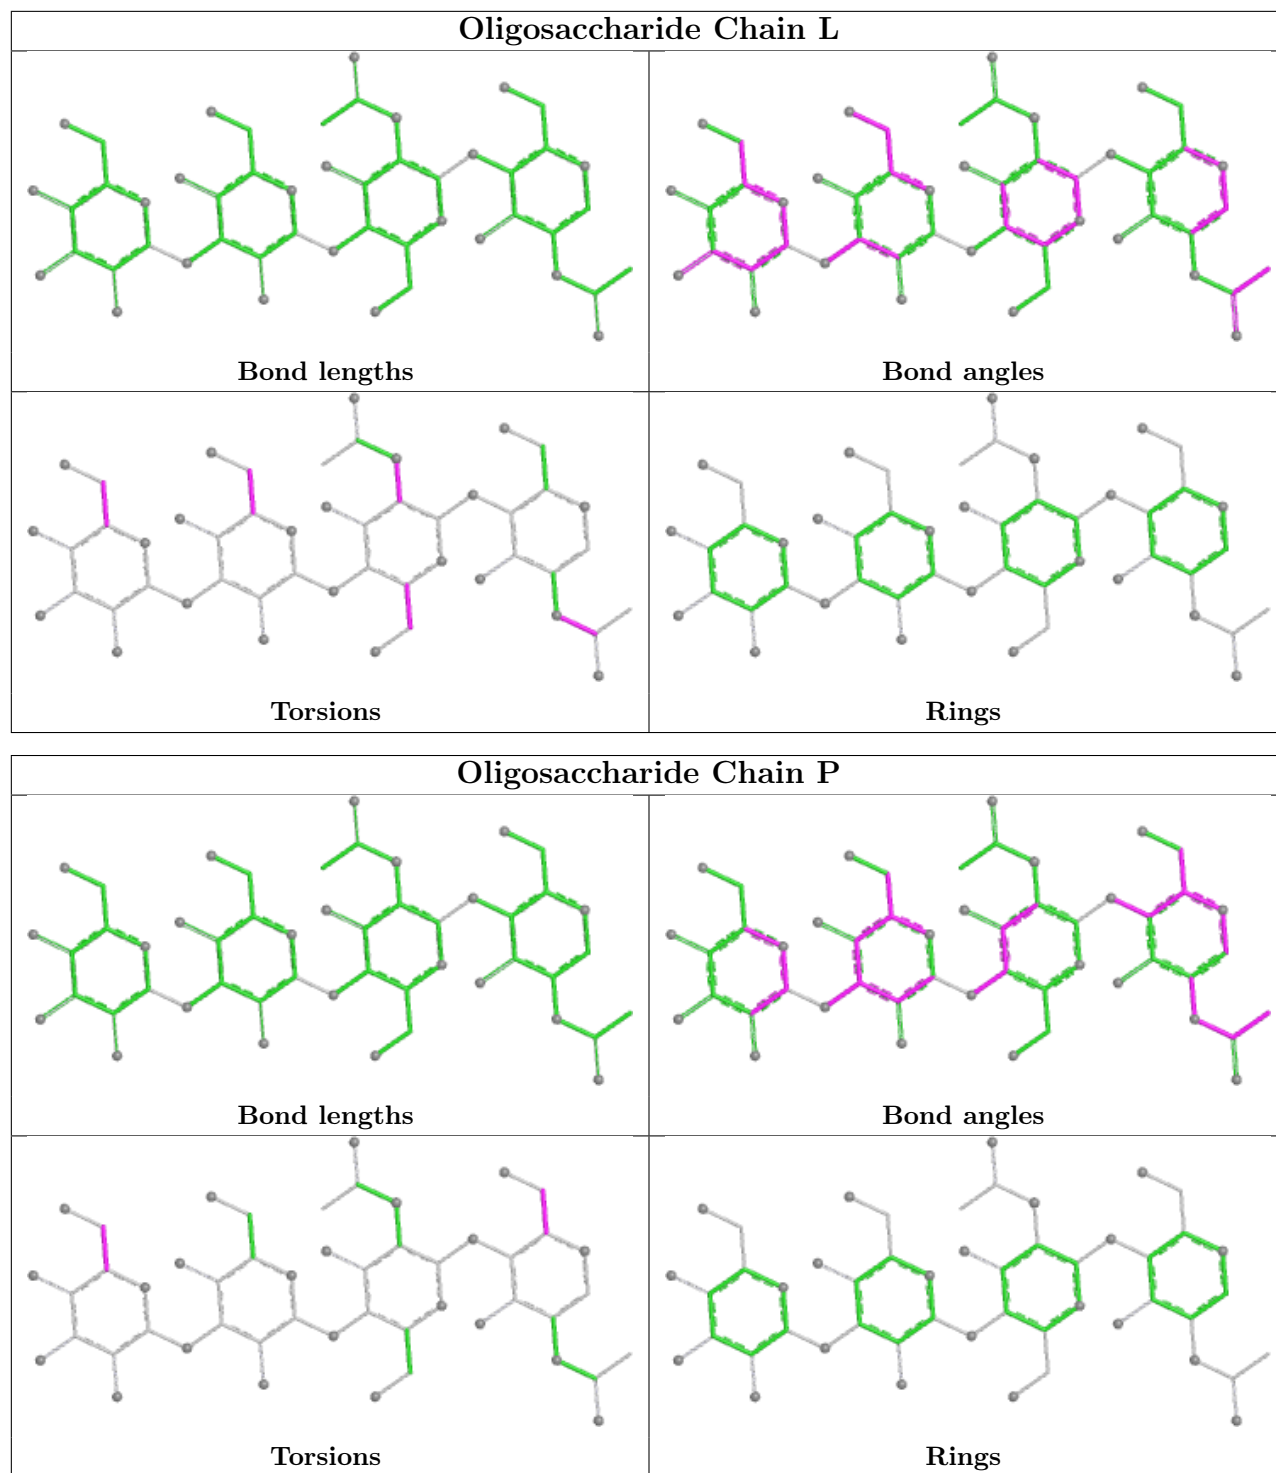 Oligosaccharide Chain L
Bond lengths
Bond angles
Torsions
Rings
Oligosaccharide Chain P
Bond lengths
Bond angles
Torsions
Rings